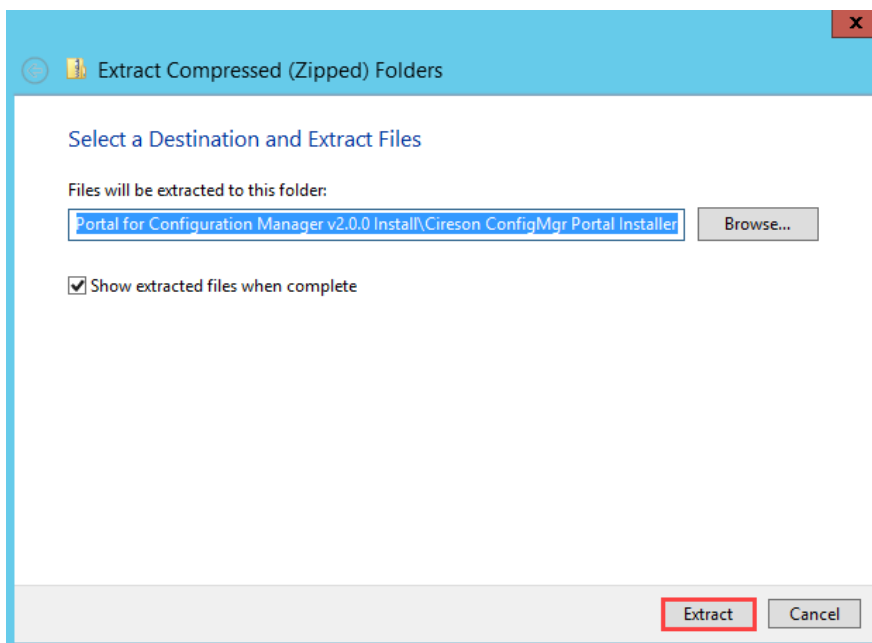 x
Extract Compressed (Zipped) Folders
Select a Destination and Extract Files
Files will be extracted to this folder:
Portal for Configuration Manager v2.0.0 Install\Cireson ConfigMgr Portal Installer
Browse...
Show extracted files when complete
Extract
Cancel